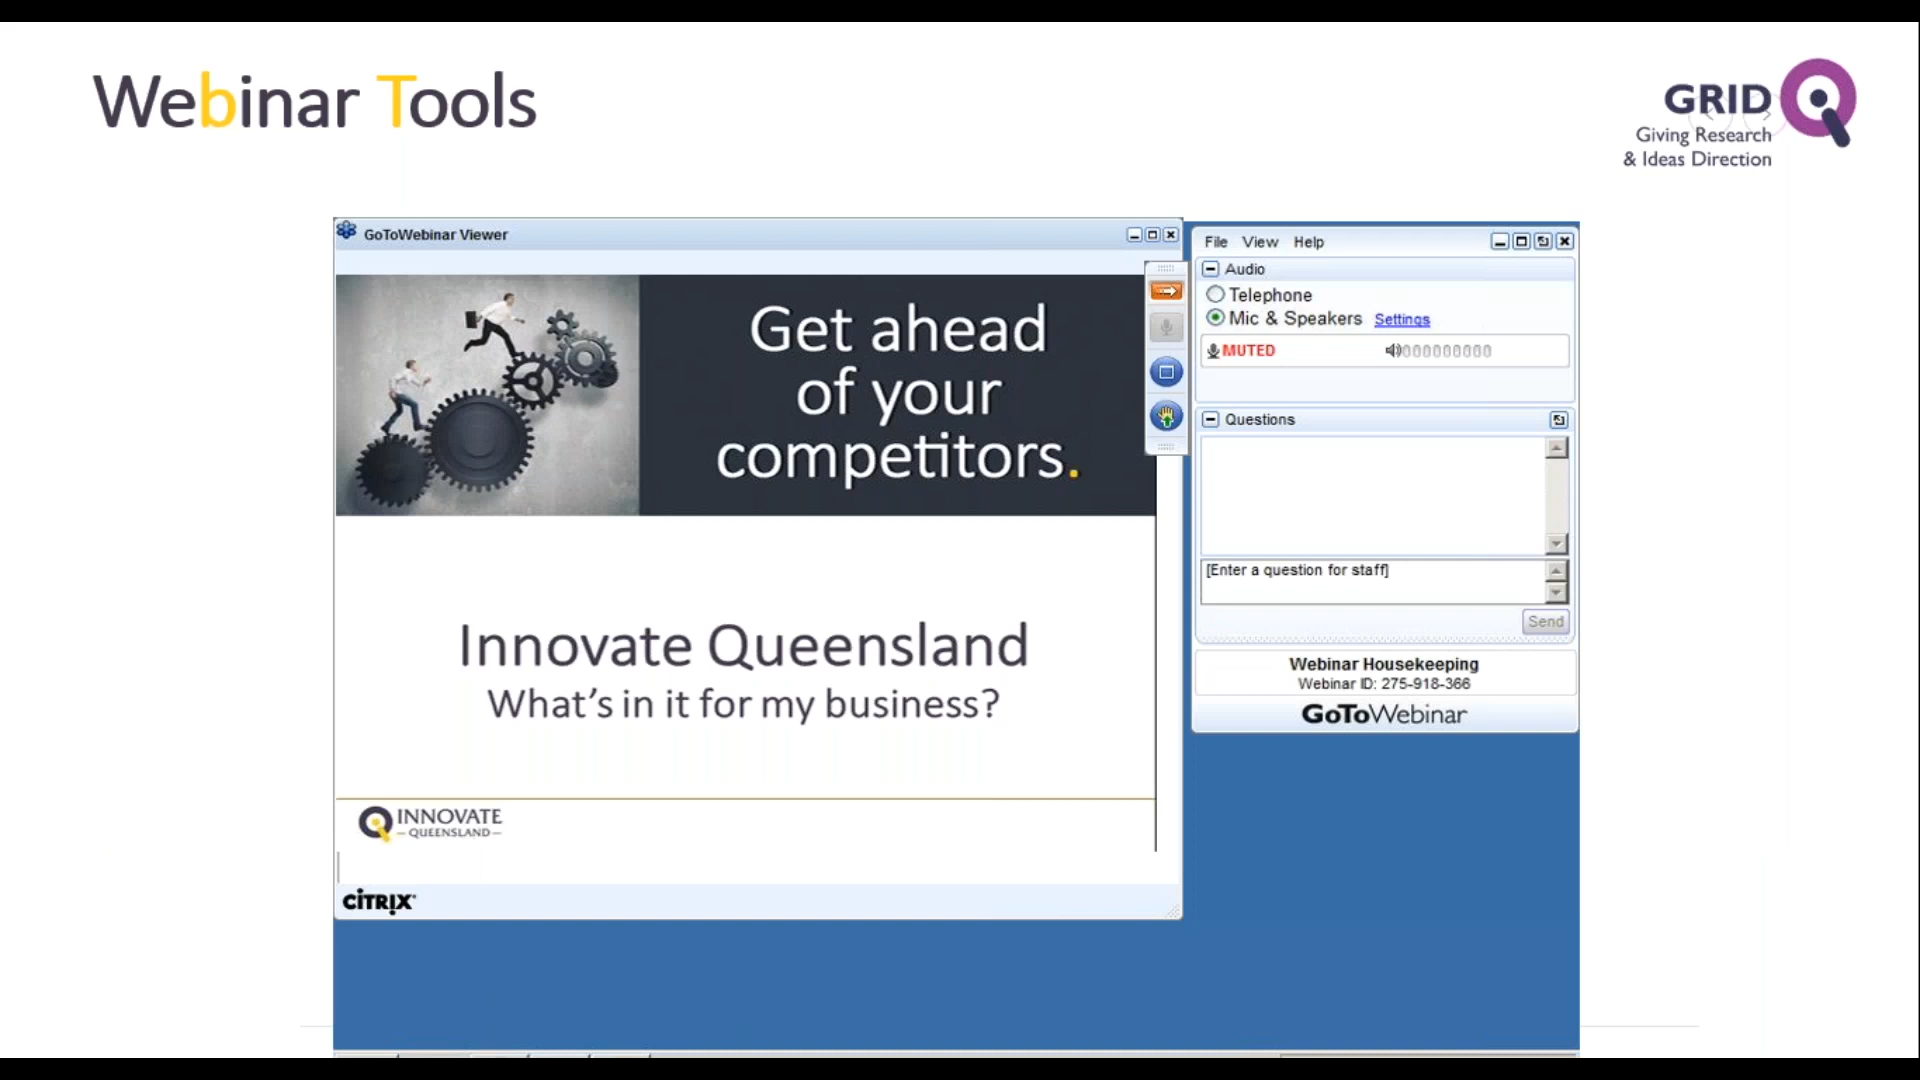 Webinar Tools
GRID
Giving Research
& Ideas Direction
GoToWebinar Viewer
Get ahead
of your
competitors.
Innovate Queensland
What's in it for my business?
INNOVATE
QUEENSLAND
CITRIX
File View Help
Audio
Telephone
Mic & Speakers Settings
MUTED
Questions
[Enter a question for staff]
Send
Webinar Housekeeping
Webinar ID: 275-918-366
GoToWebinar